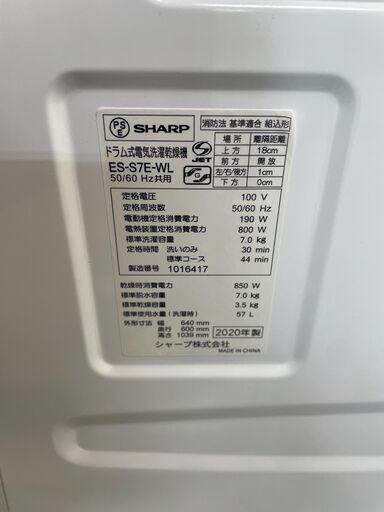 PS
E
SHARP
ドラム式電気洗濯乾燥機
ES-S7E-WL
50/60 Hz共用
S
JET
G
消防法 基準適合 組込形
場所 離隔距離
上方 18cm
前方 開放
左/右/後方 1cm
下方 0cm
定格電圧 100 V
定格周波数 50/60 Hz
電動機定格消費電力 190 W
電熱装置定格消費電力 800 W
標準洗濯容量 7.0 kg
定格時間 洗いのみ 30 min
標準コース 44 min
製造番号 1016417
乾燥時消費電力 850 W
標準脱水容量 7.0 kg
標準乾燥容量 3.5 kg
標準使用水量(洗濯時) 57 L
外形寸法 幅 640 mm
奥行 600 mm
高さ 1039 mm
2020年製
シャープ株式会社
MADE IN CHINA